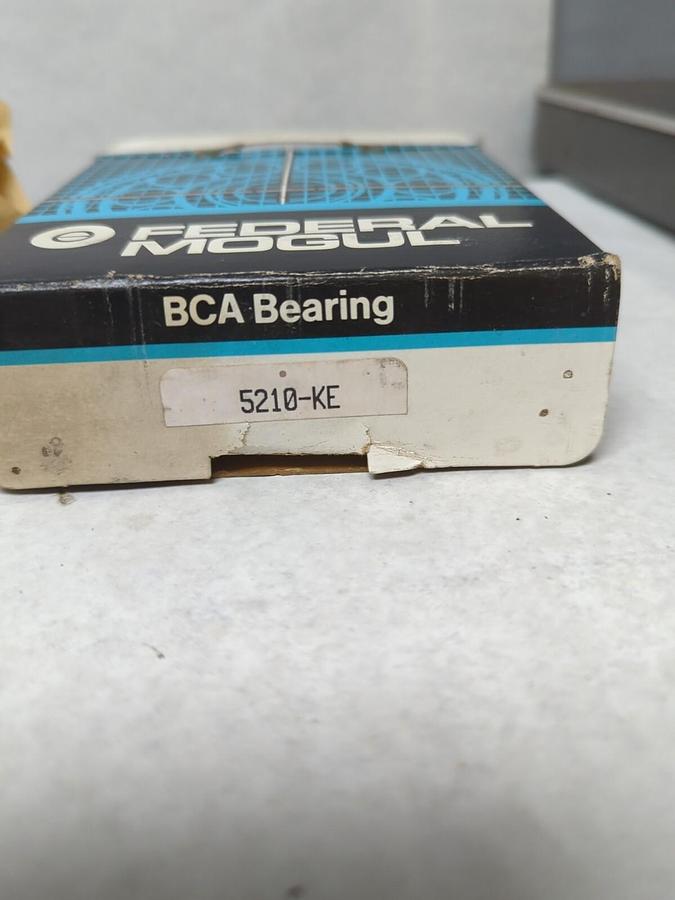 FEDERAL
MOGUL
BCA Bearing
5210-KE